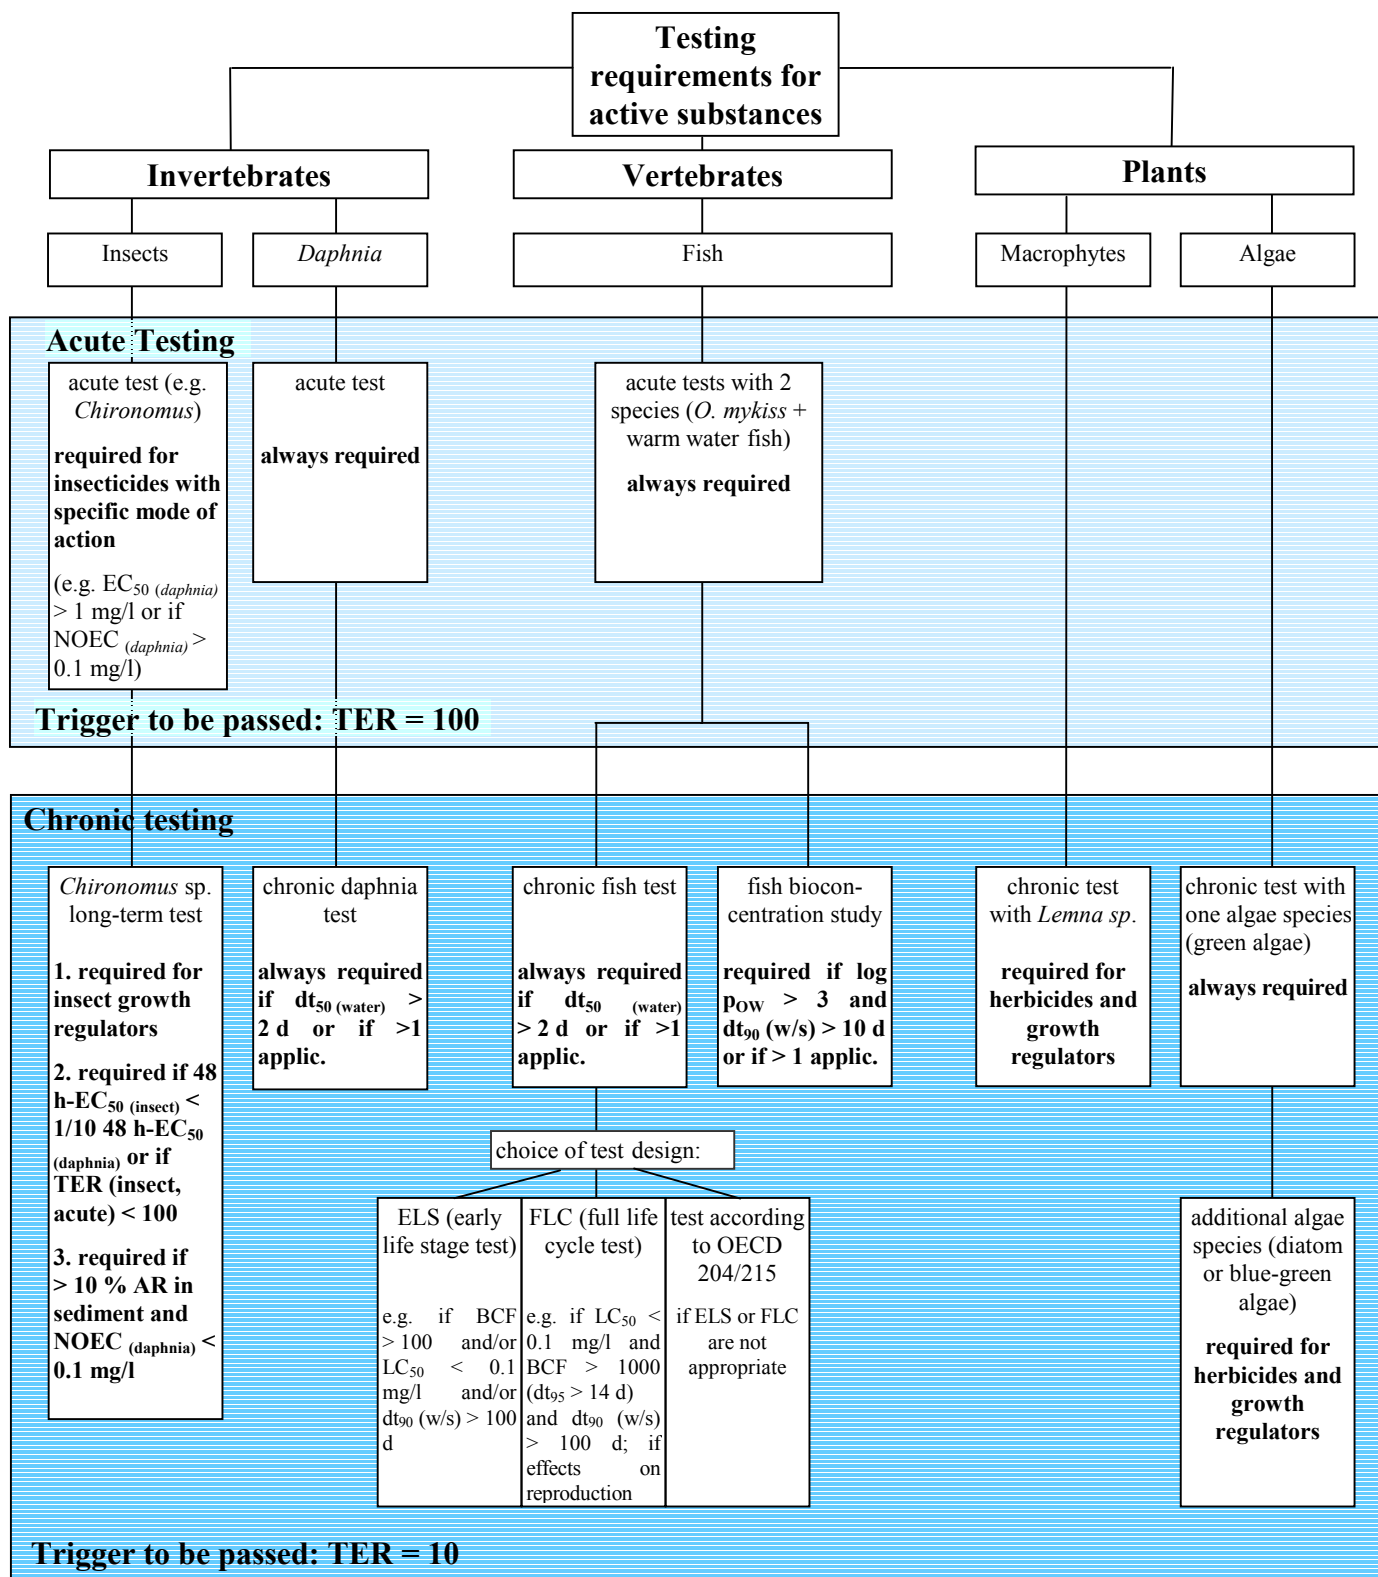 Testing
requirements for
active substances
Invertebrates
Vertebrates
Plants
Insects
Daphnia
Fish
Macrophytes
Algae
Acute Testing
acute test (e.g.
Chironomus)
required for
insecticides with
specific mode of
action
(e.g. EC50 (daphnia)
> 1 mg/l or if
NOEC (daphnia) >
0.1 mg/l)
acute test
always required
acute tests with 2
species (O. mykiss +
warm water fish)
always required
Trigger to be passed: TER = 100
Chronic testing
Chironomus sp.
long-term test
1. required for
insect growth
regulators
2. required if 48
h-EC50 (insect) <
1/10 48 h-EC50
(daphnia) or if
TER (insect,
acute) < 100
3. required if
> 10 % AR in
sediment and
NOEC (daphnia) <
0.1 mg/l
chronic daphnia
test
always required
if dt50 (water) >
2 d or if >1
applic.
chronic fish test
always required
if dt50 (water)
> 2 d or if >1
applic.
fish biocon-
centration study
required if log
pOW > 3 and
dt90 (w/s) > 10 d
or if > 1 applic.
chronic test
with Lemna sp.
required for
herbicides and
growth
regulators
chronic test with
one algae species
(green algae)
always required
choice of test design:
ELS (early
life stage test)
e.g. if BCF
> 100 and/or
LC50 < 0.1
mg/l and/or
dt90 (w/s) > 100
d
FLC (full life
cycle test)
e.g. if LC50 <
0.1 mg/l and
BCF > 1000
(dt95 > 14 d)
and dt90 (w/s)
> 100 d; if
effects on
reproduction
test according
to OECD
204/215
if ELS or FLC
are not
appropriate
additional algae
species (diatom
or blue-green
algae)
required for
herbicides and
growth
regulators
Trigger to be passed: TER = 10